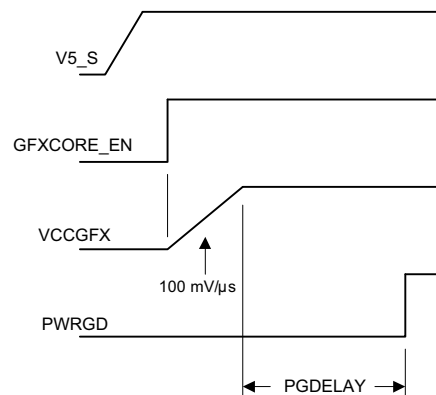 V5_S
GFXCORE_EN
VCCGFX
100 mV/µs
PWRGD
PGDELAY